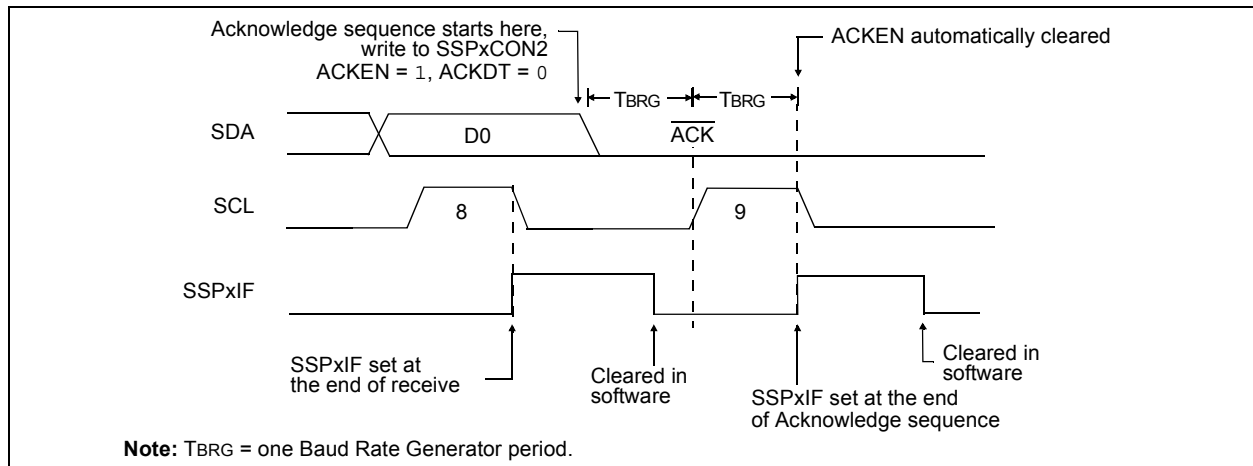 Acknowledge sequence starts here,
write to SSPxCON2
ACKEN = 1, ACKDT = 0
ACKEN automatically cleared
TBRG
TBRG
SDA
D0
ACK
SCL
8
9
SSPxIF
SSPxIF set at
the end of receive
Cleared in
software
SSPxIF set at the end
of Acknowledge sequence
Cleared in
software
Note: TBRG = one Baud Rate Generator period.